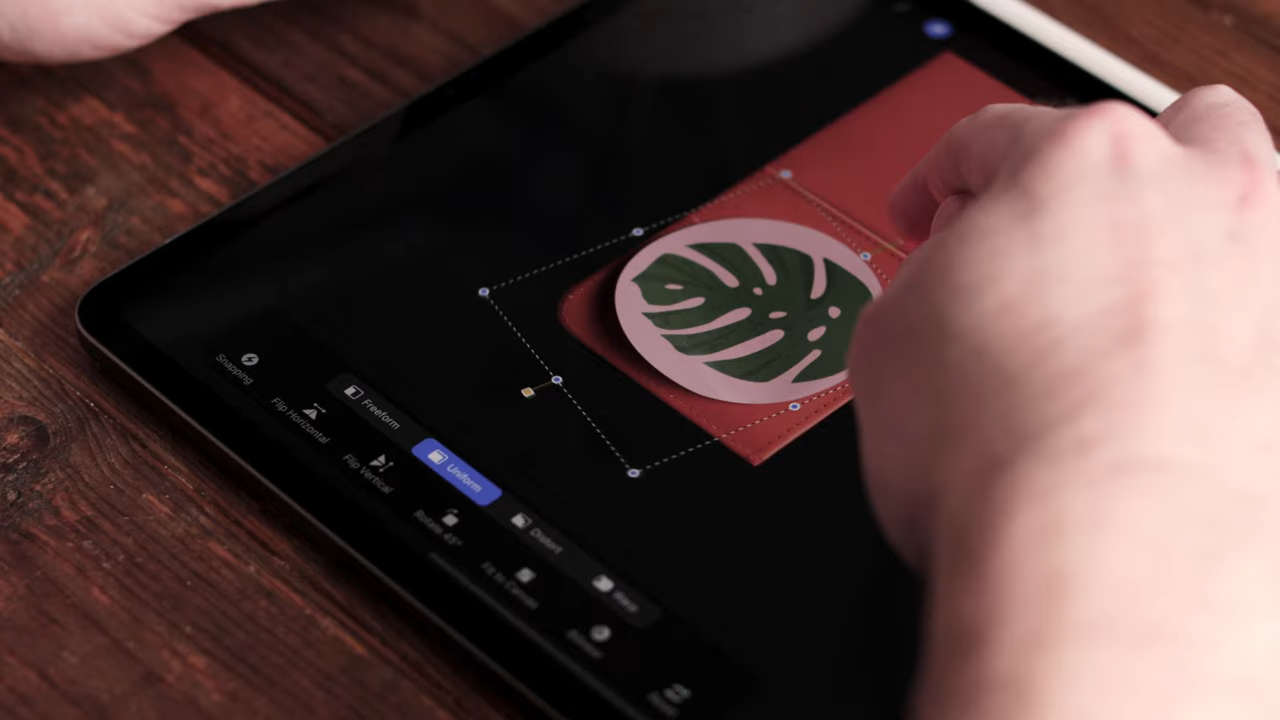 Snapping
Freeform
Flip Horizontal
Uniform
Flip Vertical
Distort
Rotate 45°
Warp
Fit to Canvas